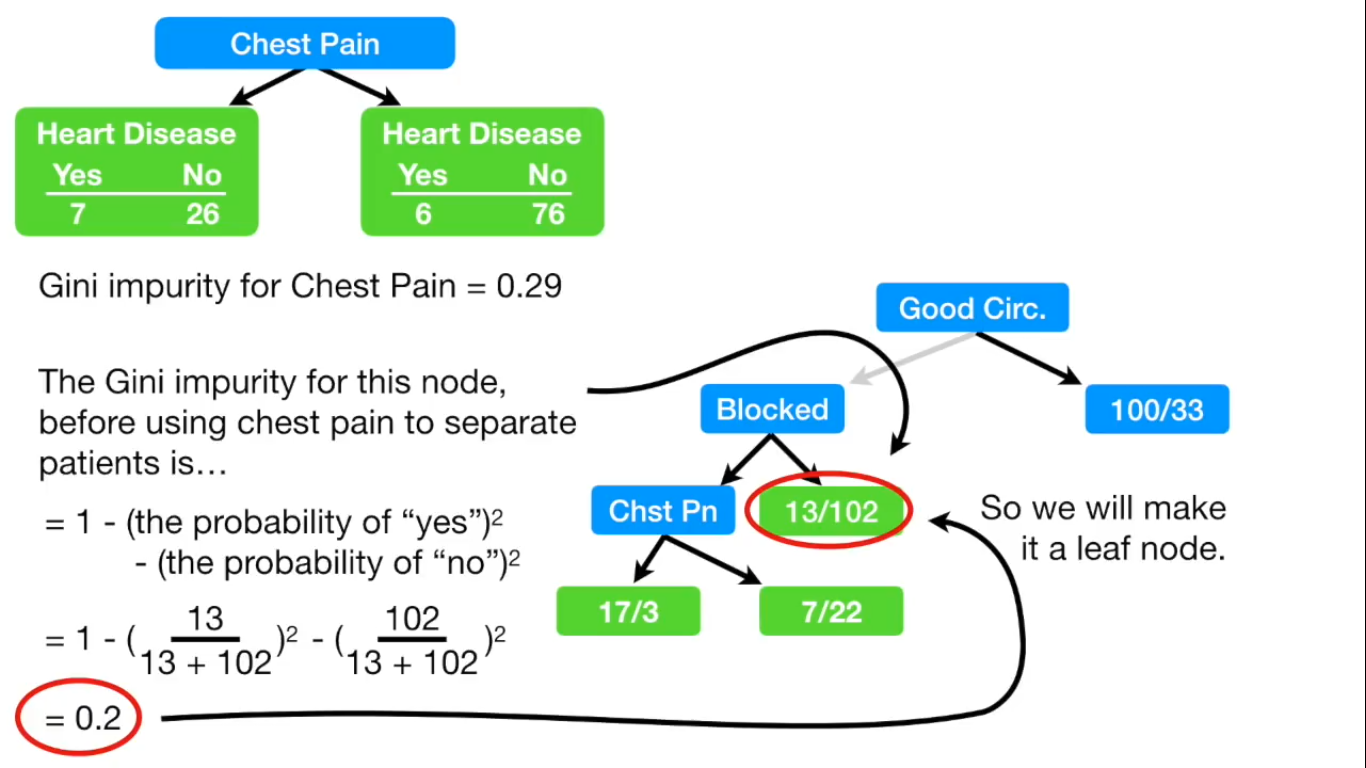 Chest Pain
Heart Disease
Yes No
7 26
Heart Disease
Yes No
6 76
Gini impurity for Chest Pain = 0.29
The Gini impurity for this node,
before using chest pain to separate
patients is…
= 1 - (the probability of “yes”)²
- (the probability of “no”)²
= 1 - (13 / 13 + 102)² - (102 / 13 + 102)²
= 0.2
Good Circ.
Blocked
100/33
Chst Pn
13/102
17/3
7/22
So we will make
it a leaf node.